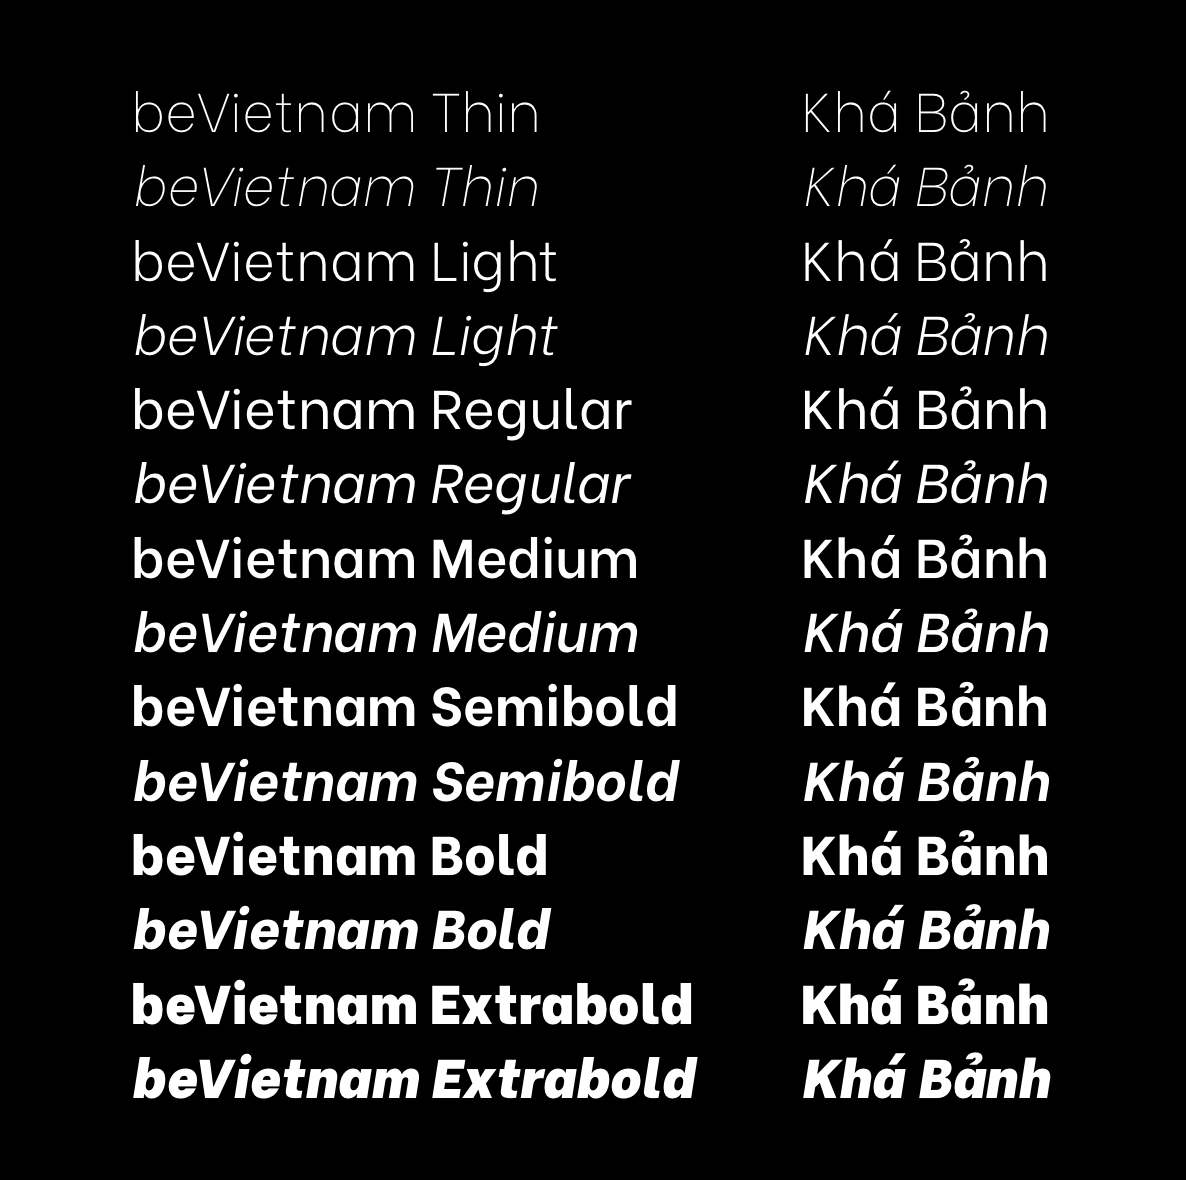 beVietnam Thin Khá Bảnh
beVietnam Thin Khá Bảnh
beVietnam Light Khá Bảnh
beVietnam Light Khá Bảnh
beVietnam Regular Khá Bảnh
beVietnam Regular Khá Bảnh
beVietnam Medium Khá Bảnh
beVietnam Medium Khá Bảnh
beVietnam Semibold Khá Bảnh
beVietnam Semibold Khá Bảnh
beVietnam Bold Khá Bảnh
beVietnam Bold Khá Bảnh
beVietnam Extrabold Khá Bảnh
beVietnam Extrabold Khá Bảnh